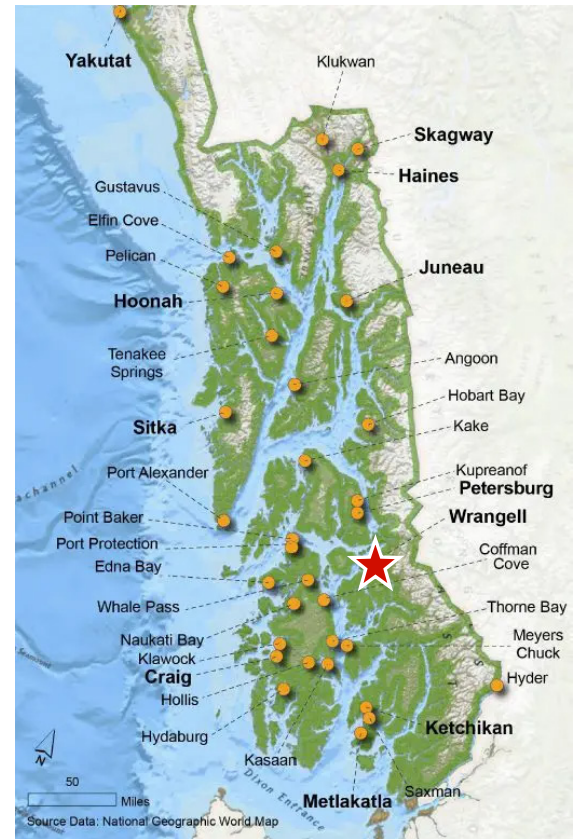 Yakutat
Klukwan
Skagway
Haines
Gustavus
Elfin Cove
Pelican
Juneau
Hoonah
Tenakee
Springs
Angoon
Hobart Bay
Sitka
Kake
Port Alexander
Kupreanof
Petersburg
Point Baker
Wrangell
Port Protection
Coffman
Cove
Edna Bay
Whale Pass
Thorne Bay
Naukati Bay
Meyers
Chuck
Klawock
Craig
Hyder
Hollis
Ketchikan
Hydaburg
Kasaan
Saxman
Metlakatla
Dixon Entrance
N
50
Miles
Source Data: National Geographic World Map